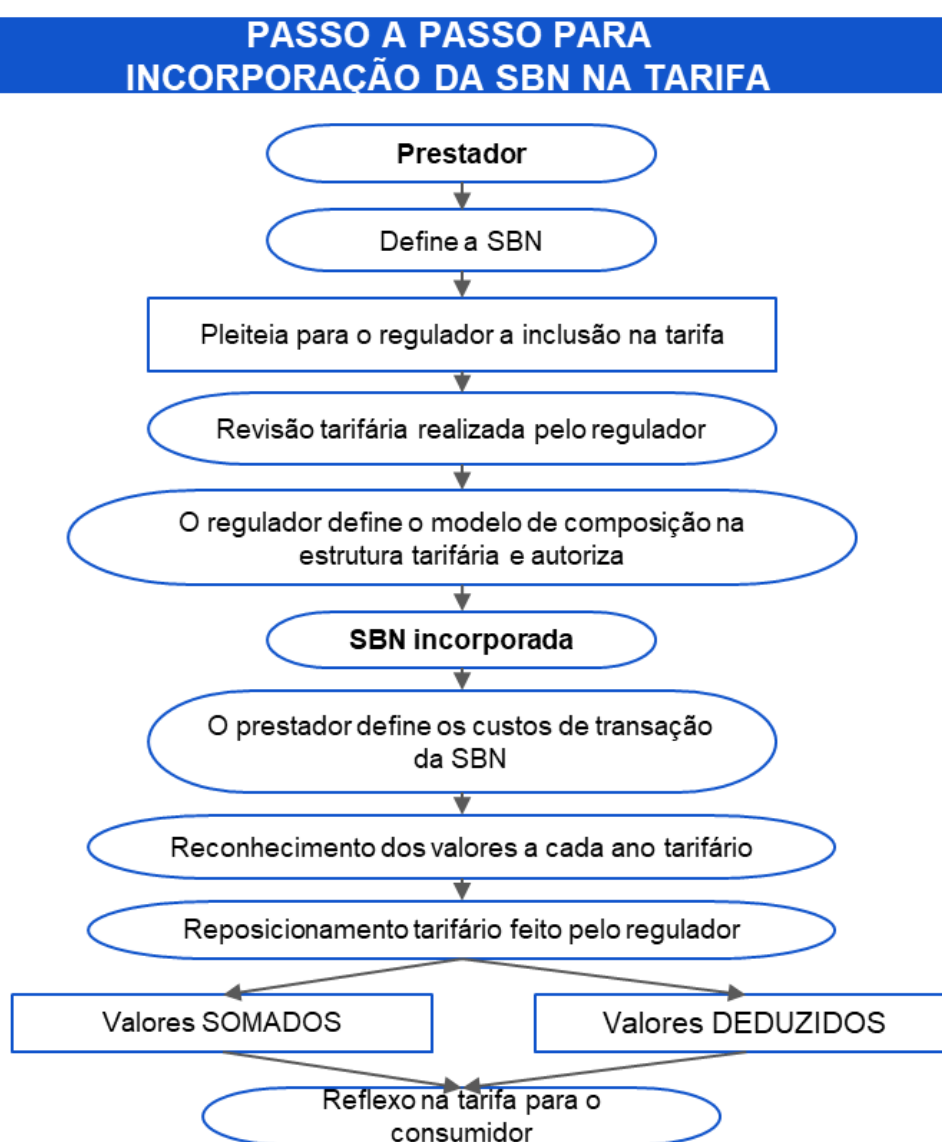 PASSO A PASSO PARA
INCORPORAÇÃO DA SBN NA TARIFA
Prestador
Define a SBN
Pleiteia para o regulador a inclusão na tarifa
Revisão tarifária realizada pelo regulador
O regulador define o modelo de composição na
estrutura tarifária e autoriza
SBN incorporada
O prestador define os custos de transação
da SBN
Reconhecimento dos valores a cada ano tarifário
Reposicionamento tarifário feito pelo regulador
Valores SOMADOS
Valores DEDUZIDOS
Reflexo na tarifa para o
consumidor